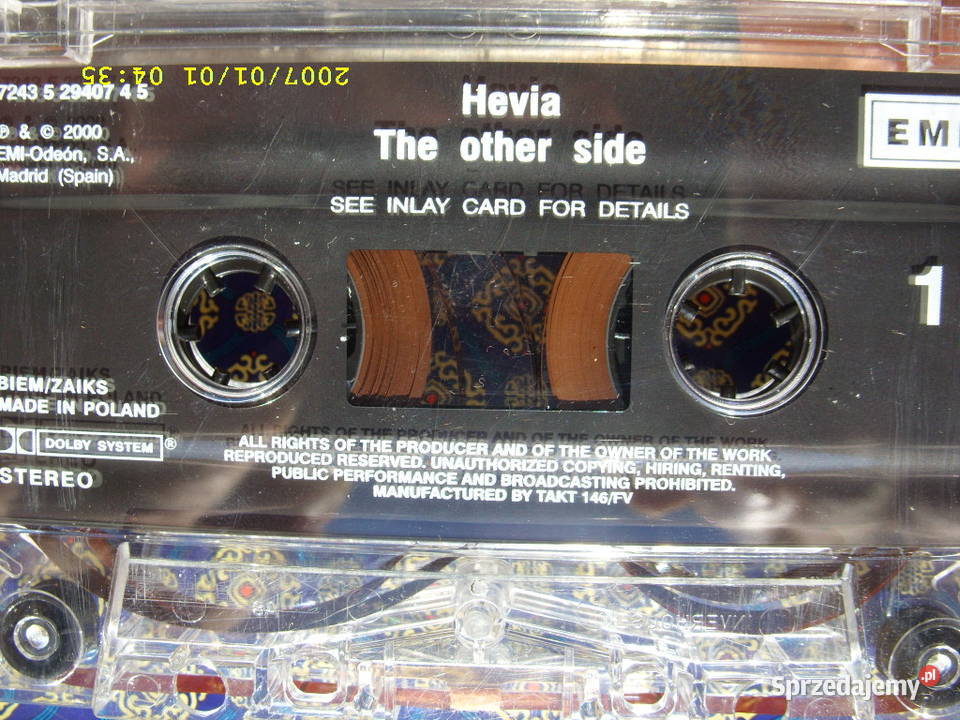 2007/01/01 04:35
7243 5 29407 4 5
Hevia
The other side
SEE INLAY CARD FOR DETAILS
℗ & © 2000
EMI-Odeón, S.A.,
Madrid (Spain)
EMI
1
BIEM/ZAIKS
MADE IN POLAND
DOLBY SYSTEM ®
STEREO
ALL RIGHTS OF THE PRODUCER AND OF THE OWNER OF THE WORK
REPRODUCED RESERVED. UNAUTHORIZED COPYING, HIRING, RENTING,
PUBLIC PERFORMANCE AND BROADCASTING PROHIBITED.
MANUFACTURED BY TAKT 146/FV
Sprzedajemy.pl